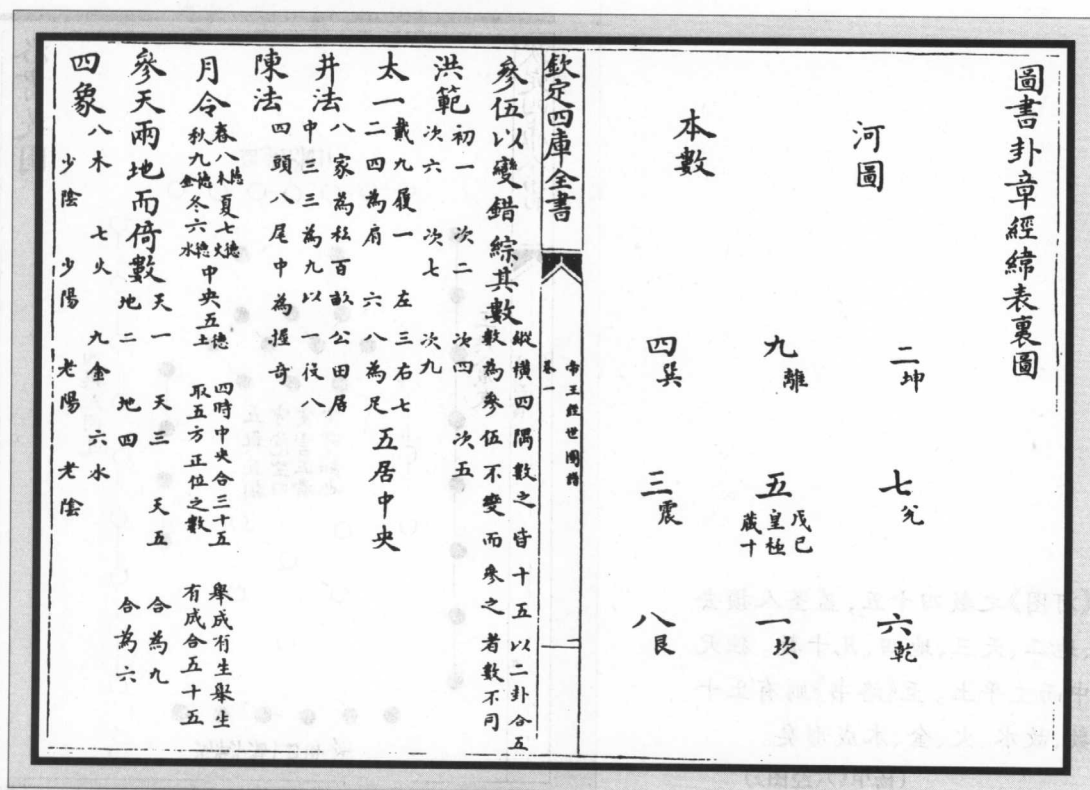 圖書卦章經緯表裏圖
河圖
二坤 七兌 六乾
九離 五戊己皇極藏十 一坎
本數
四巽 三震 八艮
欽定四庫全書
帝王經世圖譜
卷一
二
參伍以變錯綜其數
縱橫四隅數之皆十五以二卦合五
數為參伍不變而參之者數不同
洪範
初一 次二 次四 次五
次六 次七 次九
太一
戴九履一左三右七
二四為肩六八為足
五居中央
井法
八家為私百畝公田居
中三三為九以一役八
陳法
四頭八尾中為握奇
月令
春八木德夏七火德
秋九金德冬六水德
中央五土德
四時中央合三十五
取五方正位之數
舉成有生舉生
有成合五十五
參天兩地而倚數
天一 天三 天五 合為九
地二 地四 合為六
四象
八木 七火 九金 六水
少陰 少陽 老陽 老陰